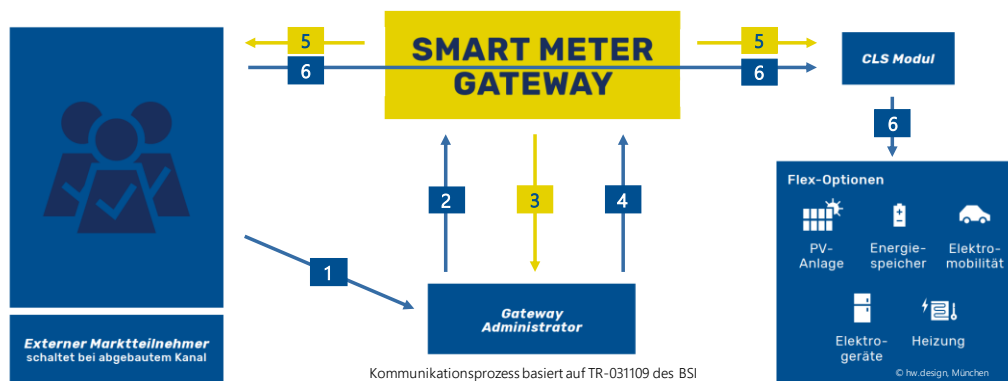 5
SMART METER
GATEWAY
5
CLS Modul
6
6
6
2
3
4
Flex-Optionen
PV-
Anlage
Energie-
speicher
Elektro-
mobilität
1
Gateway
Administrator
Externer Marktteilnehmer
schaltet bei abgebautem Kanal
Elektro-
geräte
Heizung
Kommunikationsprozess basiert auf TR-031109 des BSI
© hw.design, München